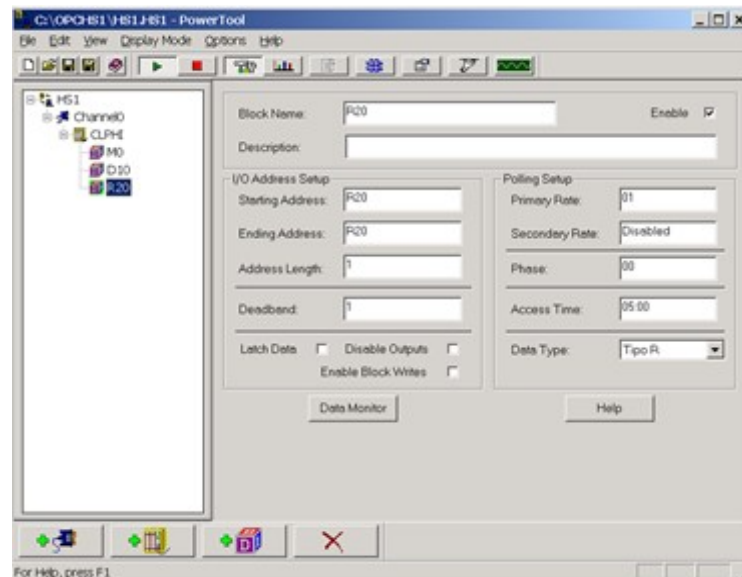 C:\OPCHS1\HS1.HS1 - PowerTool
File Edit View Display Mode Options Help
HS1
Channel0
CLPHI
M0
D10
R20
Block Name: R20 Enable
Description:
I/O Address Setup
Starting Address: R20
Ending Address: R20
Address Length: 1
Deadband: 1
Latch Data Disable Outputs
Enable Block Writes
Polling Setup
Primary Rate: 01
Secondary Rate: Disabled
Phase: 00
Access Time: 05:00
Data Type: Tipo R
Data Monitor Help
D
For Help, press F1